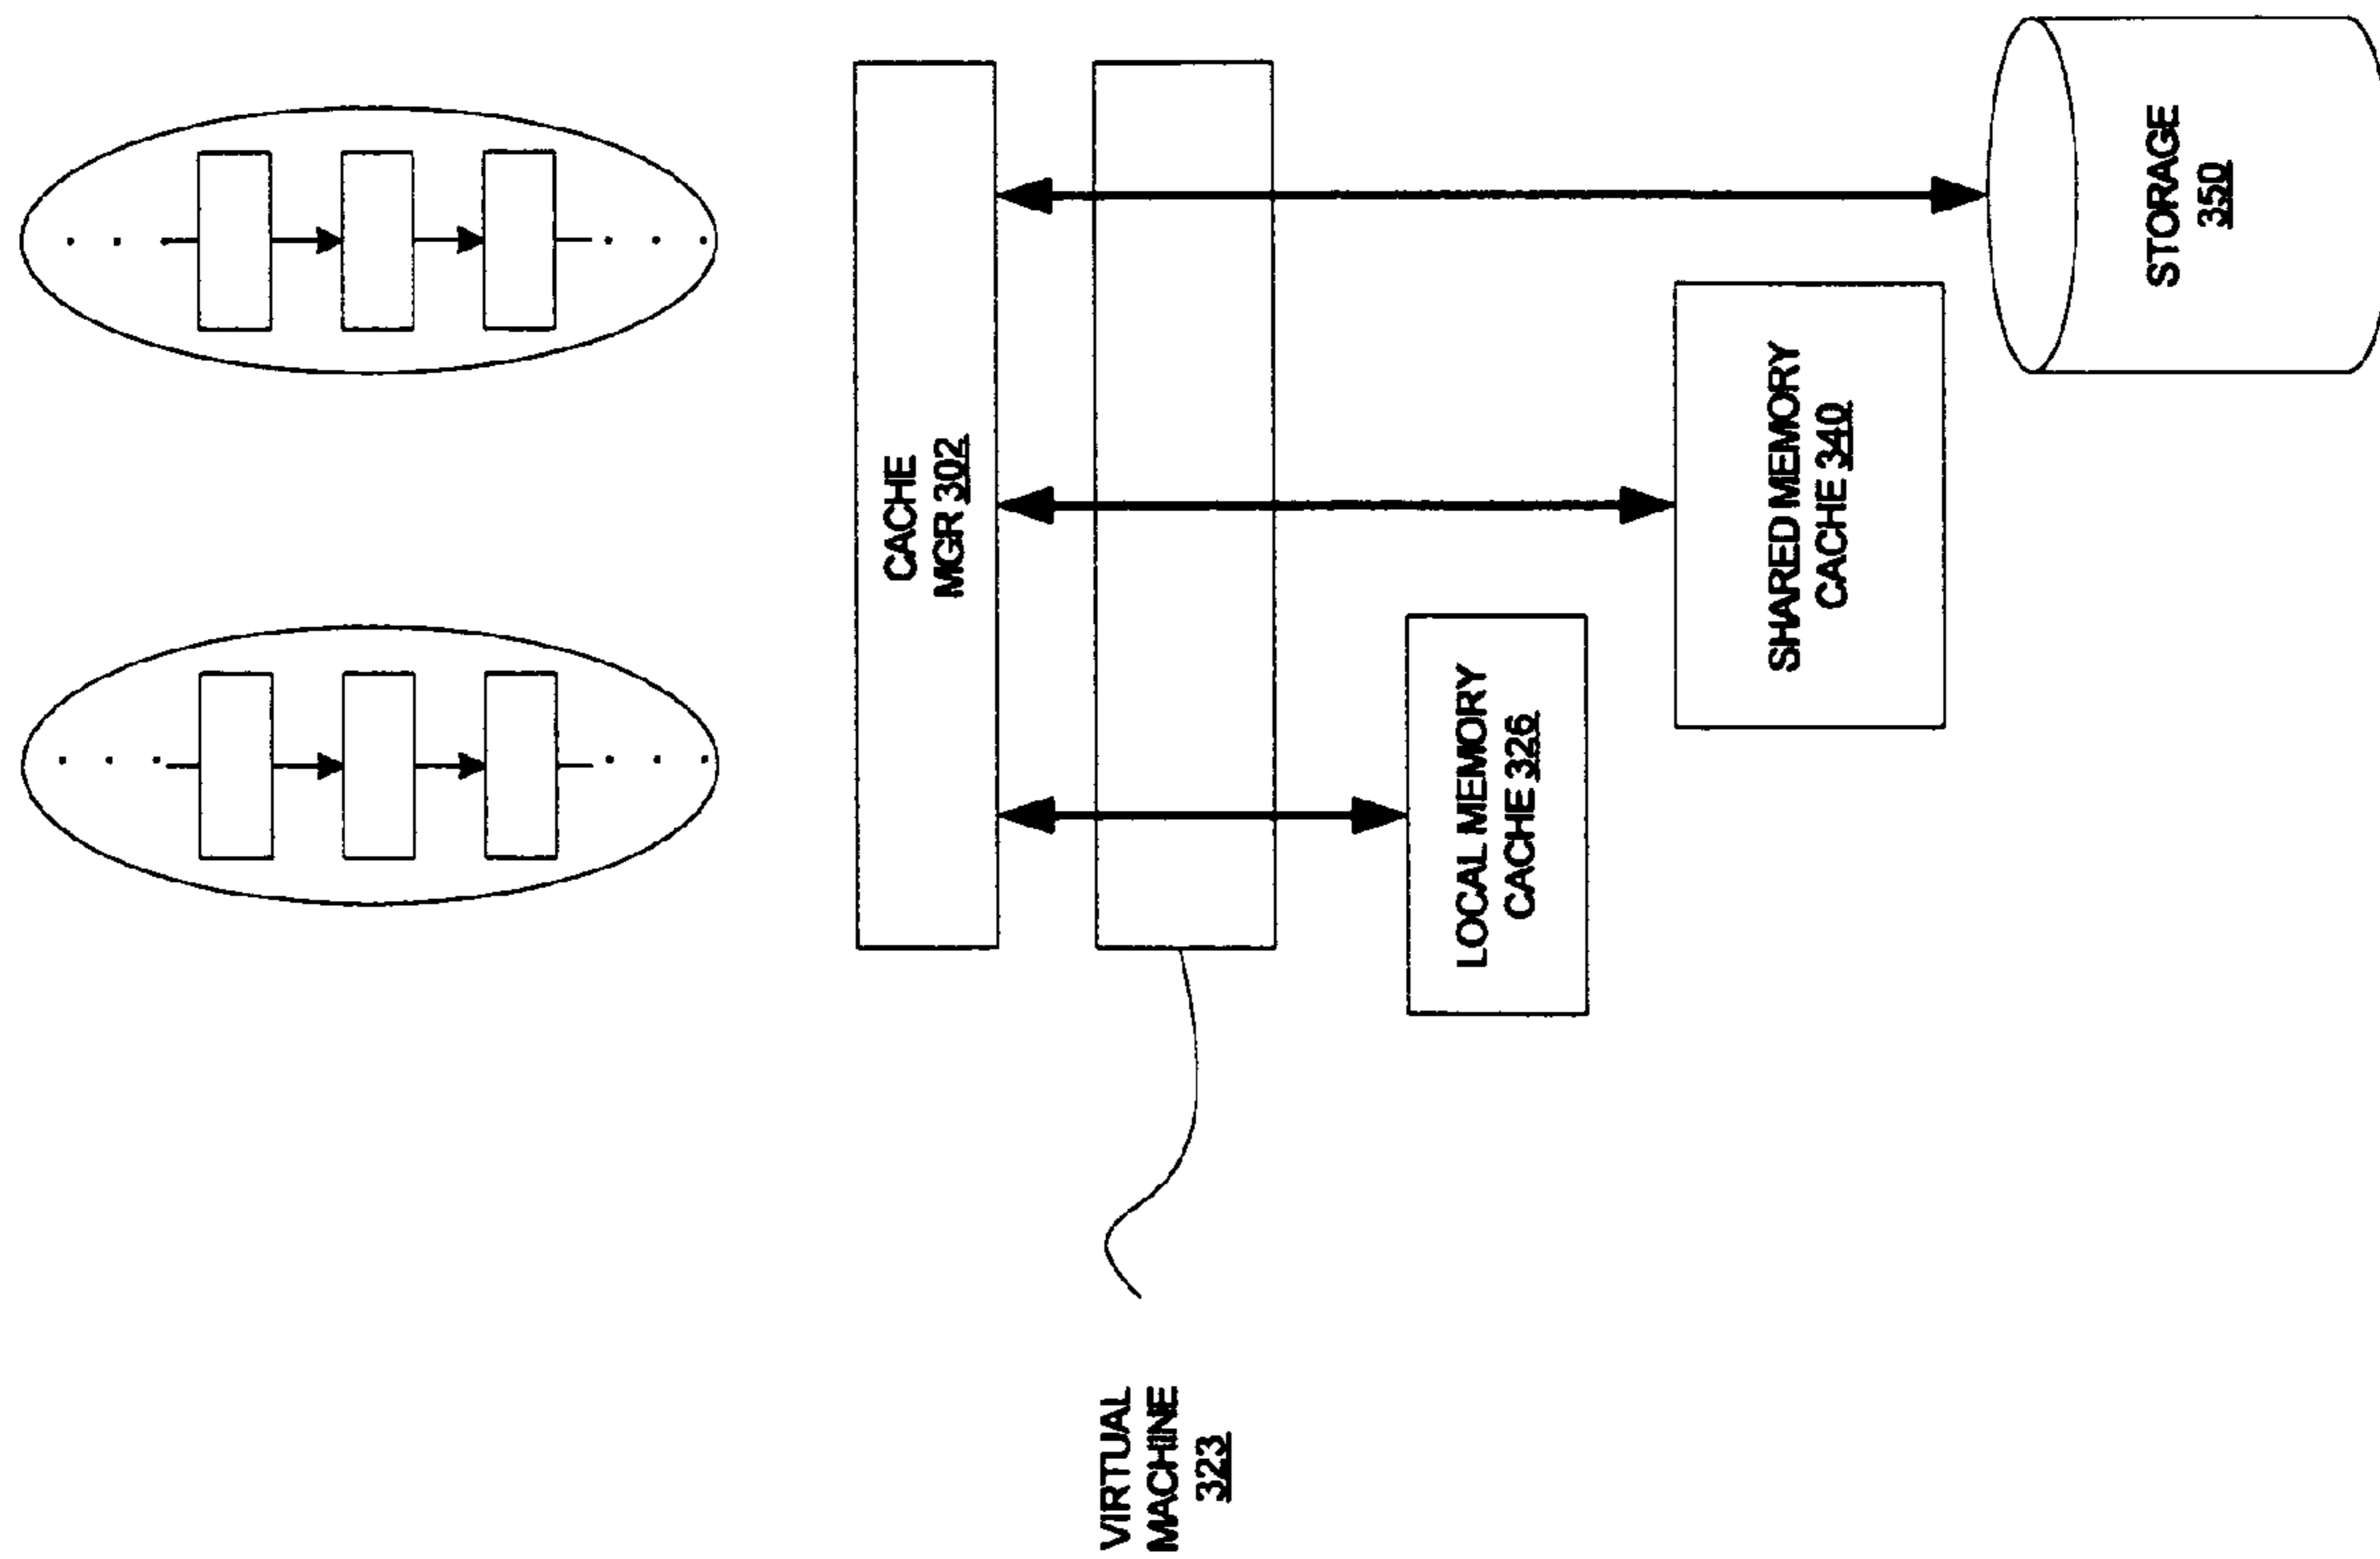 CACHE
MGR 302
VIRTUAL
MACHINE
323
LOCAL MEMORY
CACHE 326
SHARED MEMORY
CACHE 340
STORAGE
350